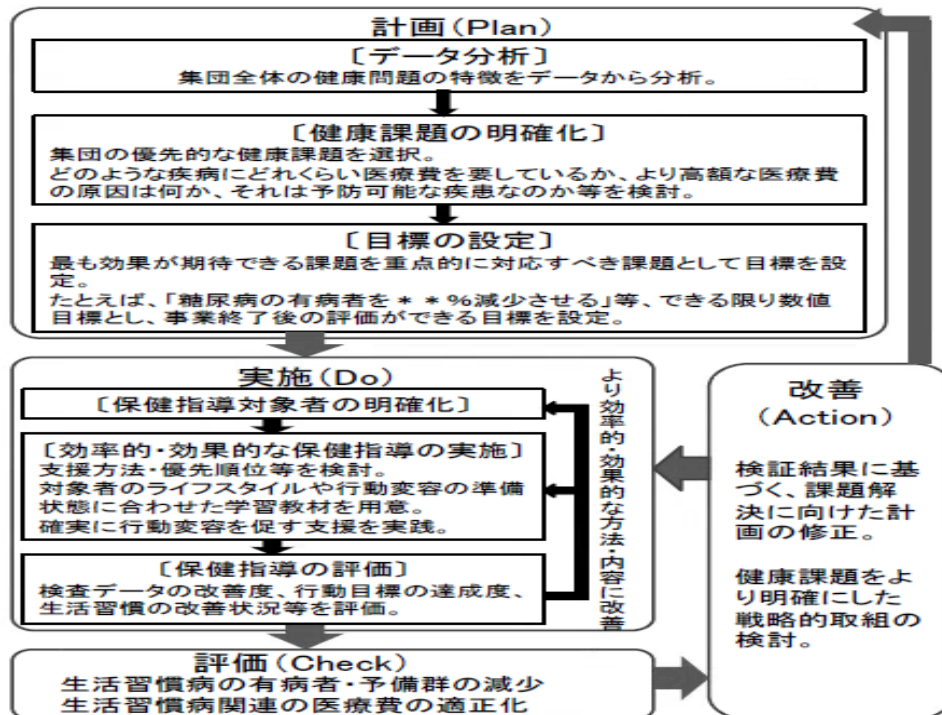 計画(Plan)
〔データ分析〕
集団全体の健康問題の特徴をデータから分析。
〔健康課題の明確化〕
集団の優先的な健康課題を選択。
どのような疾病にどれくらい医療費を要しているか、より高額な医療費
の原因は何か、それは予防可能な疾患なのか等を検討。
〔目標の設定〕
最も効果が期待できる課題を重点的に対応すべき課題として目標を設
定。
たとえば、「糖尿病の有病者を**%減少させる」等、できる限り数値
目標とし、事業終了後の評価ができる目標を設定。
実施(Do)
〔保健指導対象者の明確化〕
〔効率的・効果的な保健指導の実施〕
支援方法・優先順位等を検討。
対象者のライフスタイルや行動変容の準備
状態に合わせた学習教材を用意。
確実に行動変容を促す支援を実践。
〔保健指導の評価〕
検査データの改善度、行動目標の達成度、
生活習慣の改善状況等を評価。
より効率的・効果的な方法・内容に改善
評価(Check)
生活習慣病の有病者・予備群の減少
生活習慣病関連の医療費の適正化
改善
(Action)
検証結果に基
づく、課題解
決に向けた計
画の修正。
健康課題をよ
り明確にした
戦略的取組の
検討。